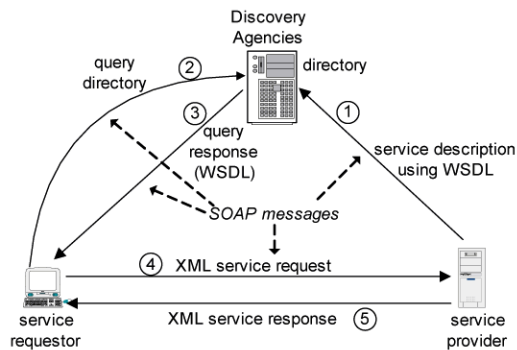 Discovery
Agencies
directory
query
directory
2
1
3
query
response
(WSDL)
service description
using WSDL
SOAP messages
4
XML service request
XML service response
5
service
requestor
service
provider